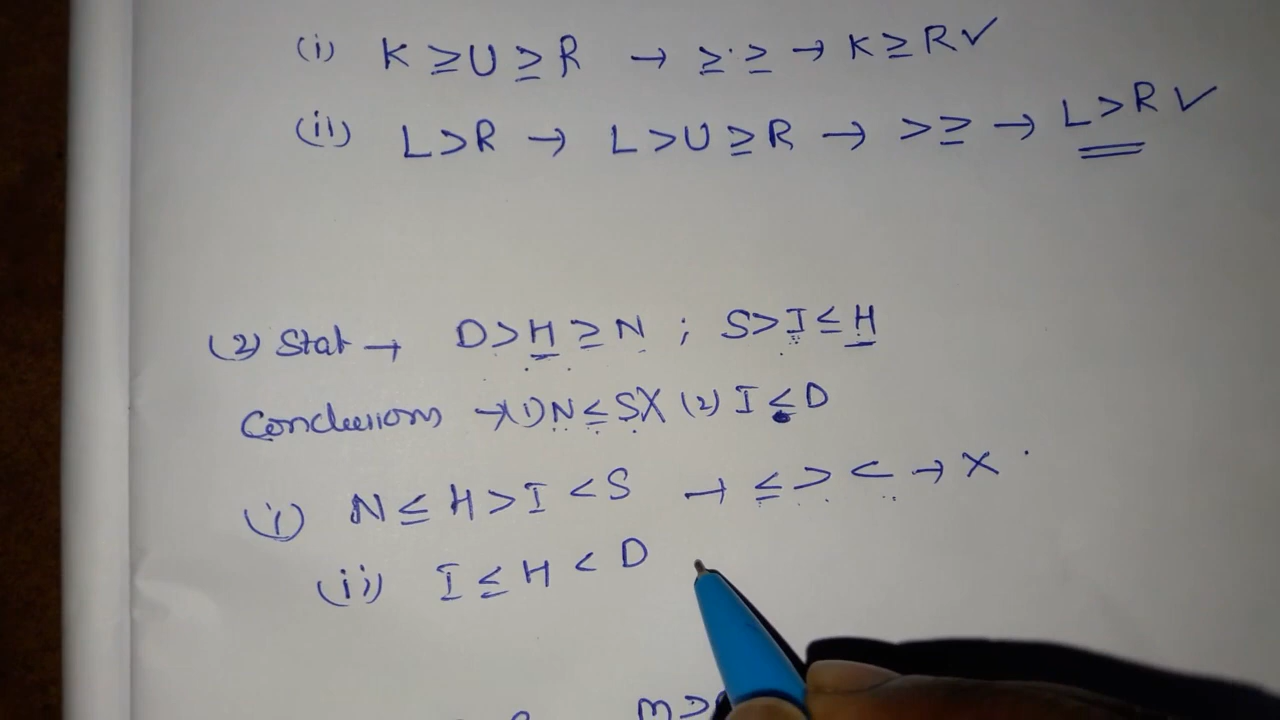 (i) K ≥ U ≥ R → ≥ ≥ → K ≥ R ✓
(ii) L > R → L > U ≥ R → > ≥ → L > R ✓
(2) Stat → D > H ≥ N ; S > I ≤ H
Conclusions → 1) N ≤ S X (2) I ≤ D
(i) N ≤ H > I < S → ≤ > < → X
(ii) I ≤ H < D
m >